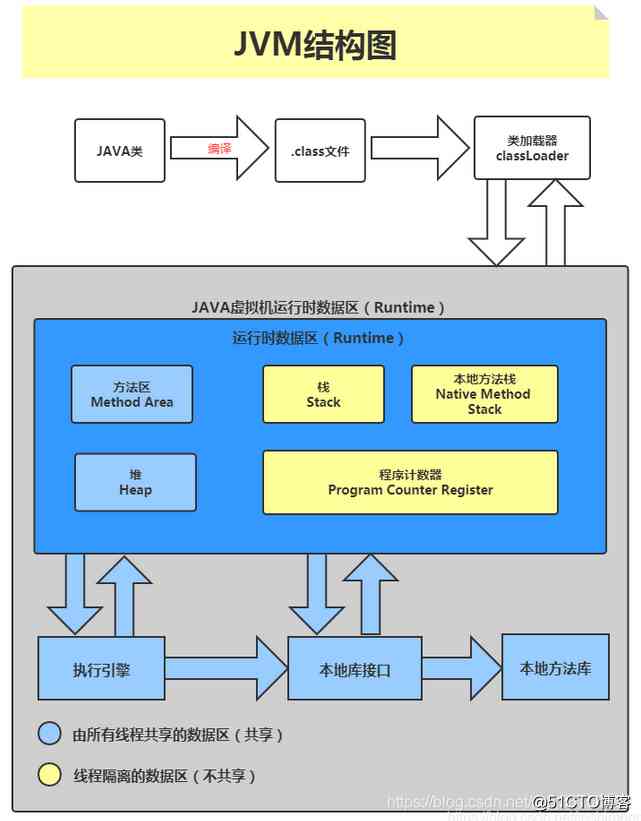 JVM结构图
JAVA类
编译
.class文件
类加载器
classLoader
JAVA虚拟机运行时数据区（Runtime）
运行时数据区（Runtime）
方法区
Method Area
栈
Stack
本地方法栈
Native Method
Stack
堆
Heap
程序计数器
Program Counter Register
执行引擎
本地库接口
本地方法库
由所有线程共享的数据区（共享）
线程隔离的数据区（不共享）
https://blog.csdn.net/
@51CTO博客